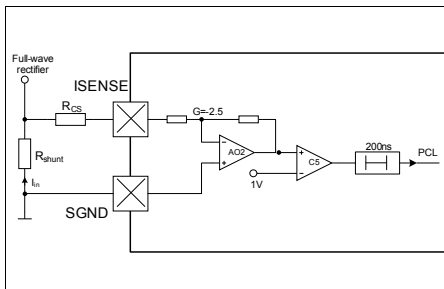 Full-wave
rectifier
ISENSE
RCS
G=-2.5
Rshunt
AO2
C5
200ns
PCL
1V
Iin
SGND